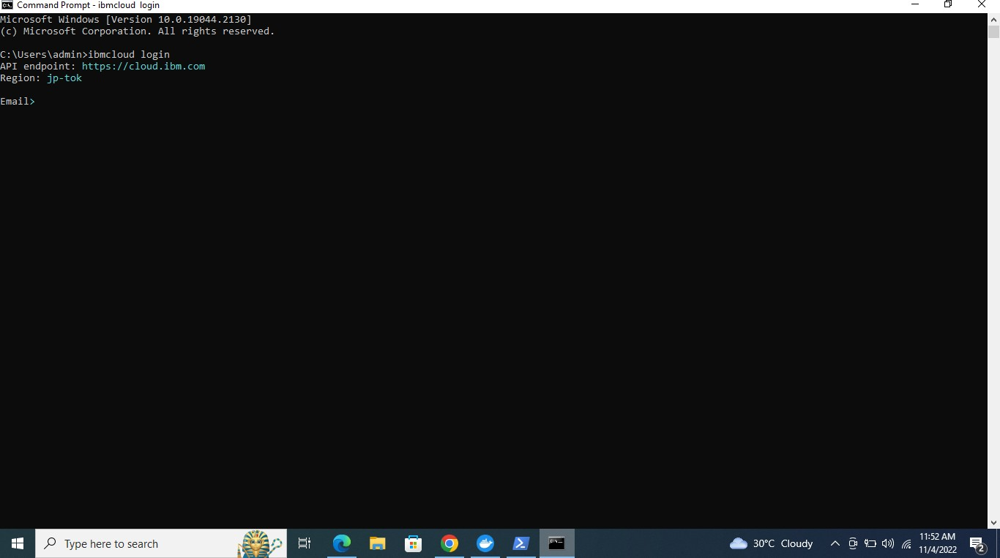 Command Prompt - ibmcloud  login
Microsoft Windows [Version 10.0.19044.2130]
(c) Microsoft Corporation. All rights reserved.
C:\Users\admin>ibmcloud login
API endpoint: https://cloud.ibm.com
Region: jp-tok
Email>
Type here to search
30°C Cloudy
11:52 AM
11/4/2022
2